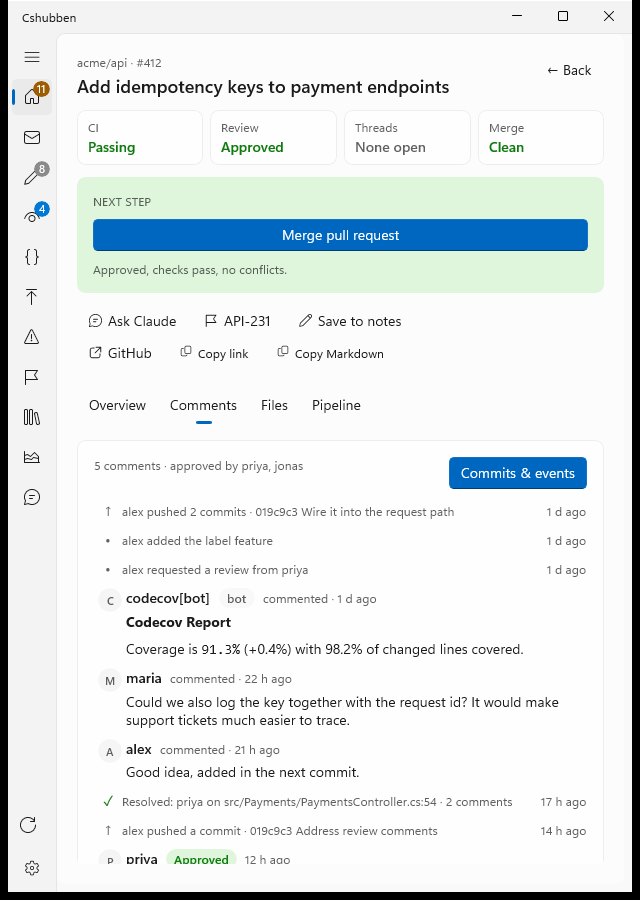 Cshubben
acme/api · #412
← Back
Add idempotency keys to payment endpoints
11
8
4
CI
Passing
Review
Approved
Threads
None open
Merge
Clean
NEXT STEP
Merge pull request
Approved, checks pass, no conflicts.
Ask Claude
API-231
Save to notes
GitHub
Copy link
Copy Markdown
Overview
Comments
Files
Pipeline
5 comments · approved by priya, jonas
Commits & events
↑ alex pushed 2 commits · 019c9c3 Wire it into the request path 1 d ago
• alex added the label feature 1 d ago
• alex requested a review from priya 1 d ago
C codecov[bot] bot commented · 1 d ago
Codecov Report
Coverage is 91.3% (+0.4%) with 98.2% of changed lines covered.
M maria commented · 22 h ago
Could we also log the key together with the request id? It would make
support tickets much easier to trace.
A alex commented · 21 h ago
Good idea, added in the next commit.
✓ Resolved: priya on src/Payments/PaymentsController.cs:54 · 2 comments 17 h ago
↑ alex pushed a commit · 019c9c3 Address review comments 14 h ago
P priya Approved 12 h ago